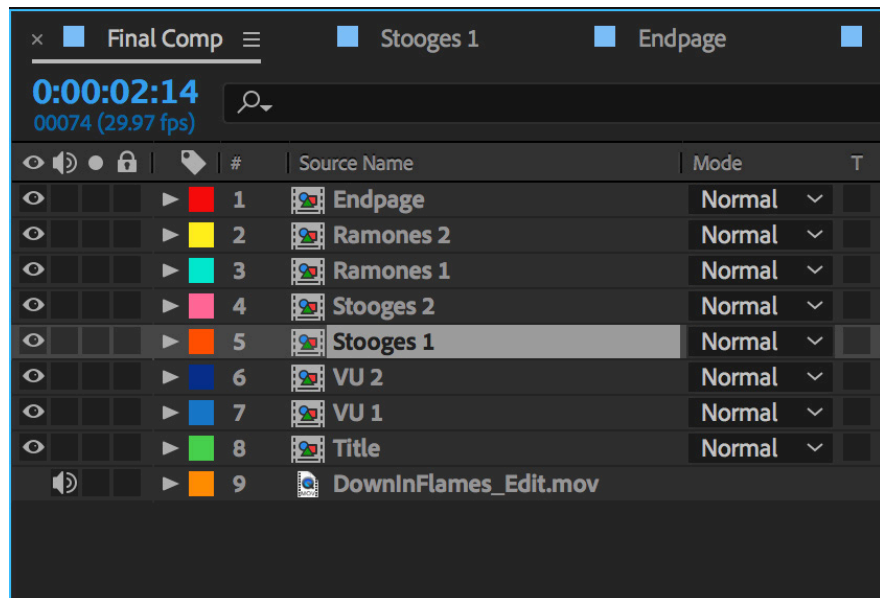 × Final Comp ≡ Stooges 1 Endpage
0:00:02:14
00074 (29.97 fps)
# Source Name Mode T
1 Endpage Normal
2 Ramones 2 Normal
3 Ramones 1 Normal
4 Stooges 2 Normal
5 Stooges 1 Normal
6 VU 2 Normal
7 VU 1 Normal
8 Title Normal
9 DownInFlames_Edit.mov